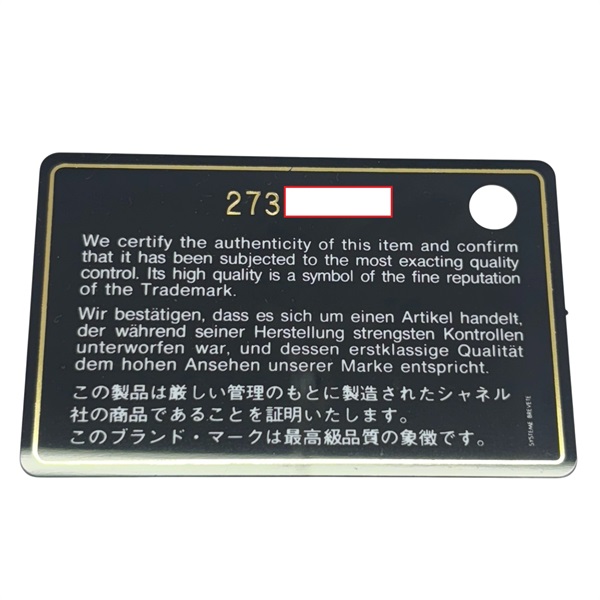 273
We certify the authenticity of this item and confirm
that it has been subjected to the most exacting quality
control. Its high quality is a symbol of the fine reputation
of the Trademark.
Wir bestätigen, dass es sich um einen Artikel handelt,
der während seiner Herstellung strengsten Kontrollen
unterworfen war, und dessen erstklassige Qualität
dem hohen Ansehen unserer Marke entspricht.
この製品は厳しい管理のもとに製造されたシャネル
社の商品であることを証明いたします。
このブランド・マークは最高級品質の象徴です。
SYSTEME BREVETE